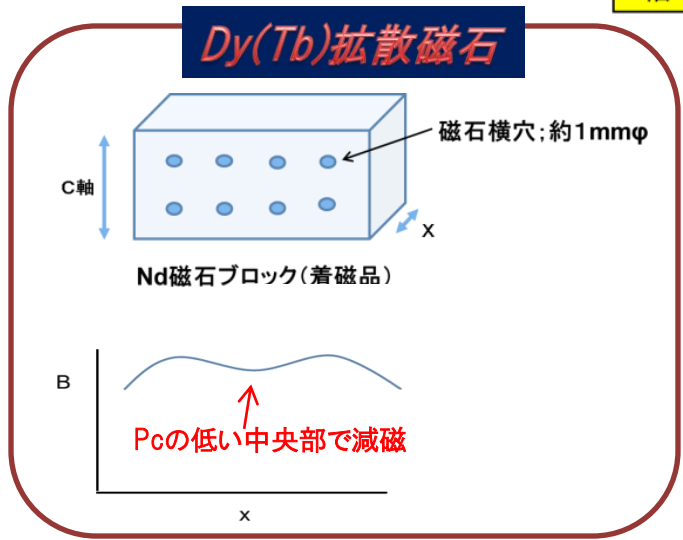 Dy(Tb)拡散磁石
磁石横穴；約1mmφ
C軸
X
Nd磁石ブロック(着磁品)
B
Pcの低い中央部で減磁
x